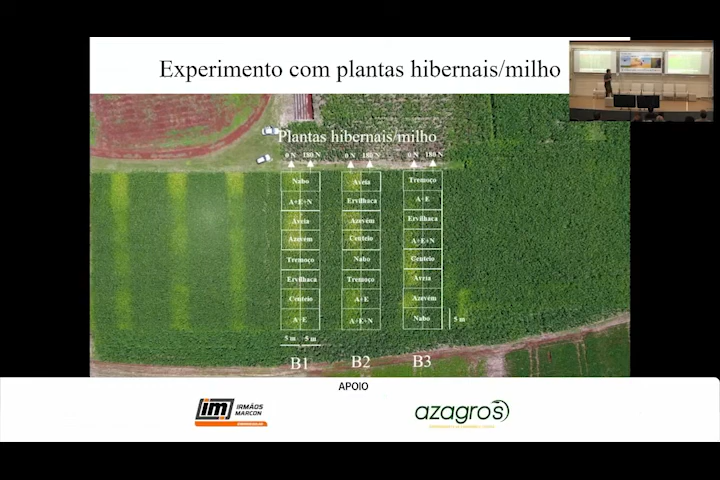 Experimento com plantas hibernais/milho
Plantas hibernais/milho
0 N 180 N 0 N 180 N 0 N 180 N
Nabo Aveia Tremoço
A+E+N Ervilhaca A+E
Aveia Azevém Ervilhaca
Azevém Centeio A+E+N
Tremoço Nabo Centeio
Ervilhaca Tremoço Aveia
Centeio A+E Azevém
A+E A+E+N Nabo
5 m
5 m 5 m
B1 B2 B3
APOIO
im IRMÃOS
MARCON
azagros